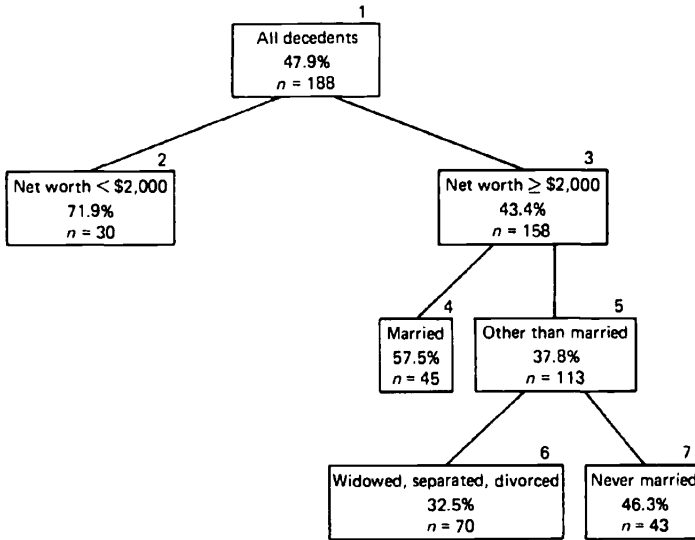 1
All decedents
47.9%
n = 188
2
Net worth < $2,000
71.9%
n = 30
3
Net worth ≥ $2,000
43.4%
n = 158
4
Married
57.5%
n = 45
5
Other than married
37.8%
n = 113
6
Widowed, separated, divorced
32.5%
n = 70
7
Never married
46.3%
n = 43